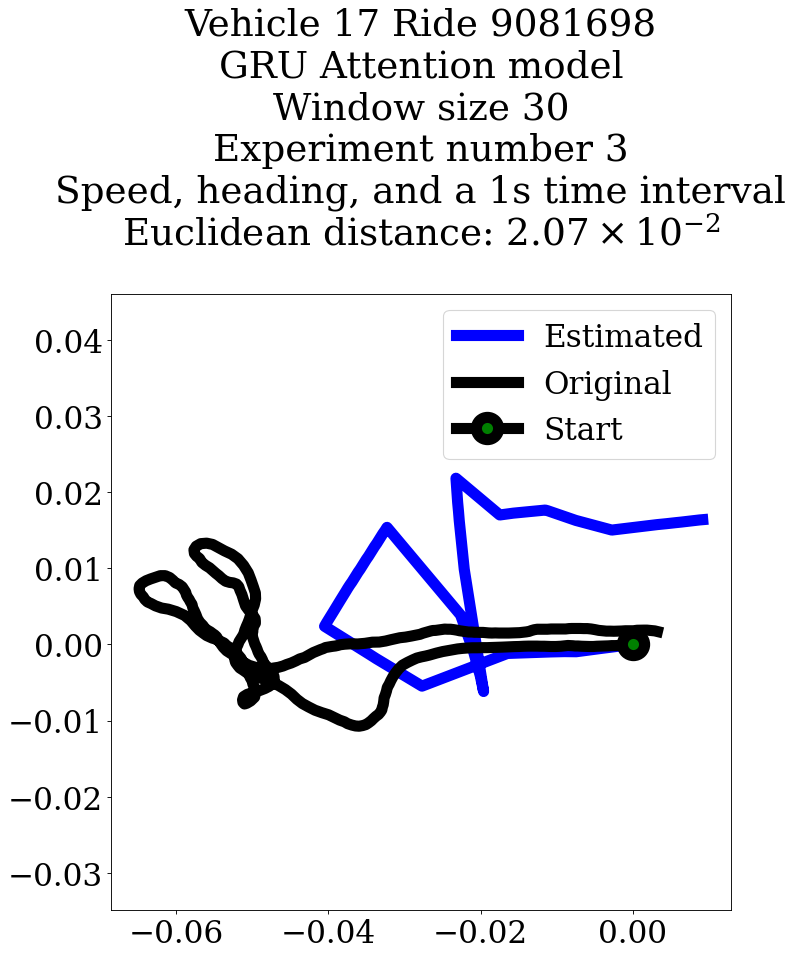 Vehicle 17 Ride 9081698
GRU Attention model
Window size 30
Experiment number 3
Speed, heading, and a 1s time interval
Euclidean distance: 2.07 × 10⁻²
Estimated
Original
Start
0.04
0.03
0.02
0.01
0.00
−0.01
−0.02
−0.03
−0.06
−0.04
−0.02
0.00